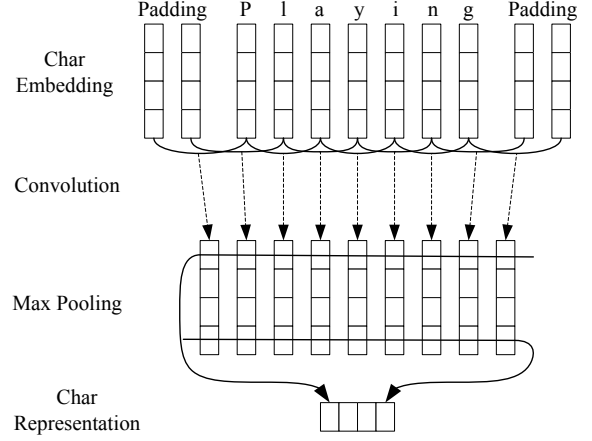 Padding P l a y i n g Padding
Char
Embedding
Convolution
Max Pooling
Char
Representation